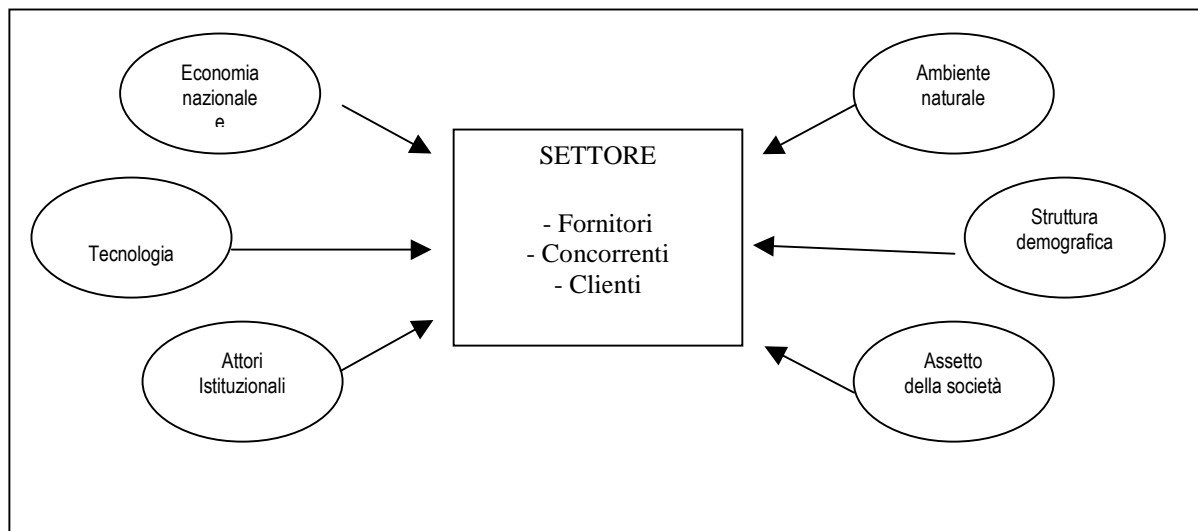 Economia
nazionale
e
Tecnologia
Attori
Istituzionali
SETTORE
- Fornitori
- Concorrenti
- Clienti
Ambiente
naturale
Struttura
demografica
Assetto
della società